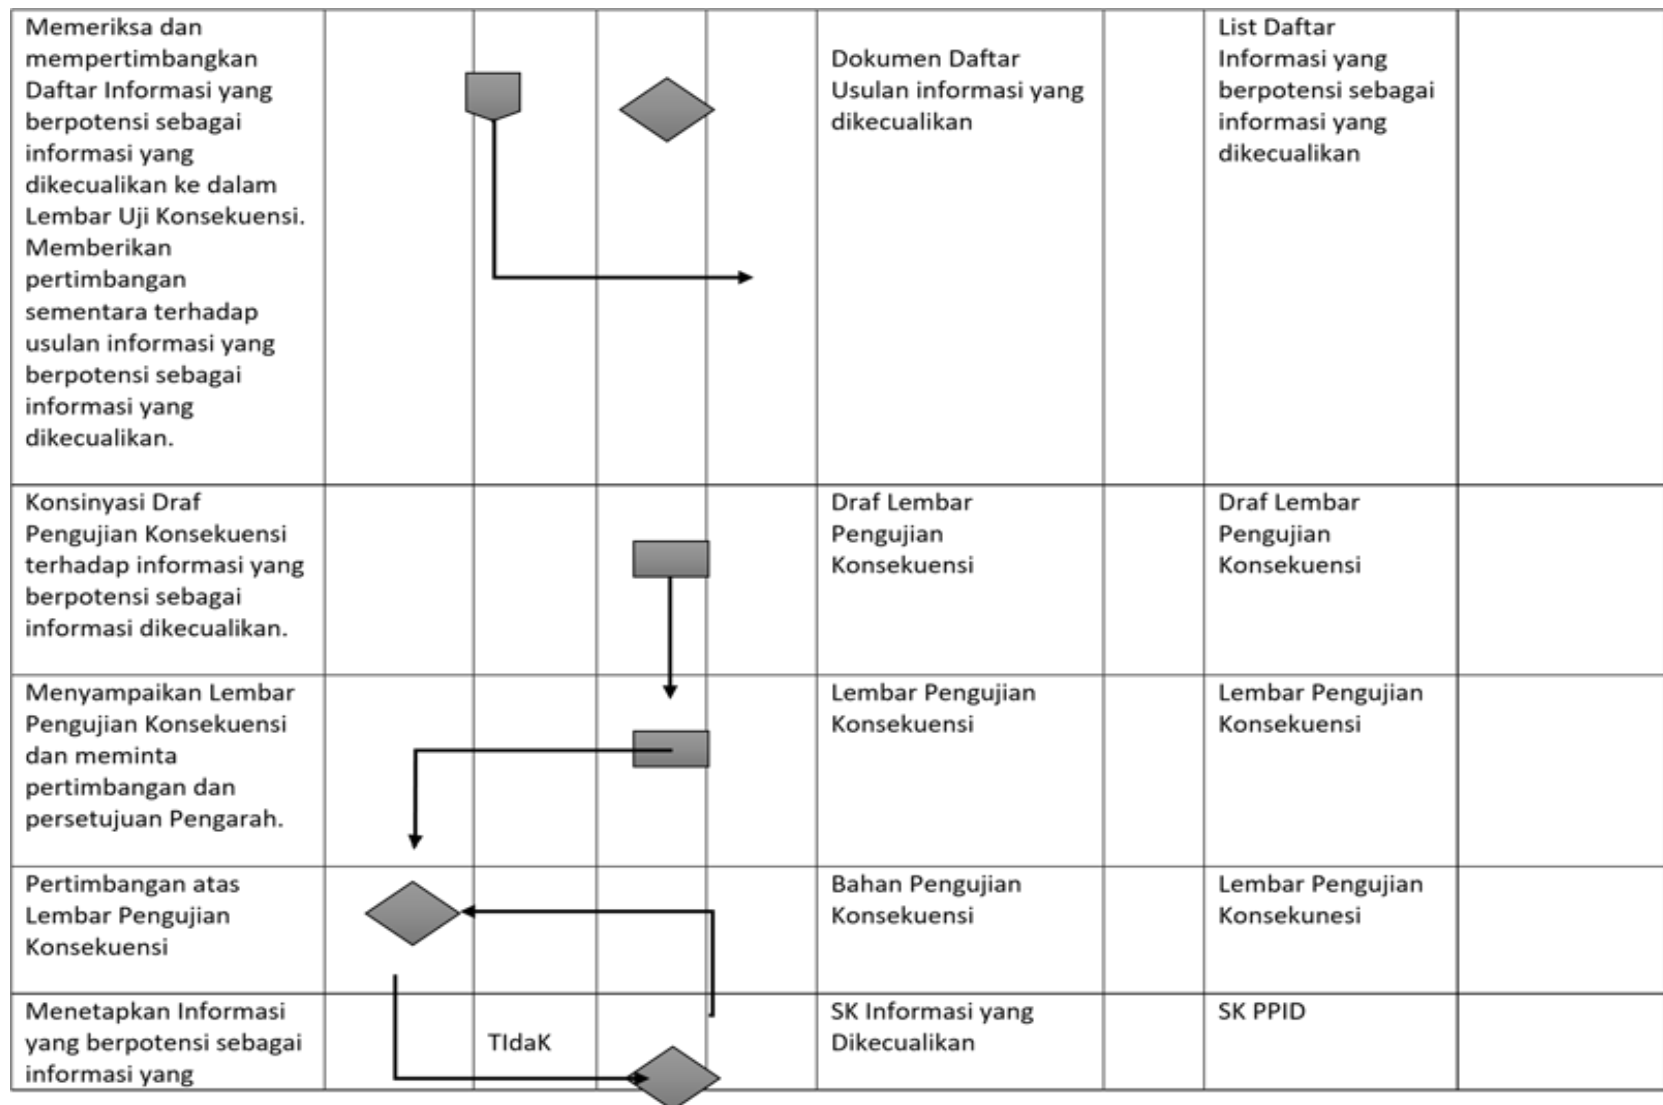 Memeriksa dan
mempertimbangkan
Daftar Informasi yang
berpotensi sebagai
informasi yang
dikecualikan ke dalam
Lembar Uji Konsekuensi.
Memberikan
pertimbangan
sementara terhadap
usulan informasi yang
berpotensi sebagai
informasi yang
dikecualikan.
Dokumen Daftar
Usulan informasi yang
dikecualikan
List Daftar
Informasi yang
berpotensi sebagai
informasi yang
dikecualikan
Konsinyasi Draf
Pengujian Konsekuensi
terhadap informasi yang
berpotensi sebagai
informasi dikecualikan.
Draf Lembar
Pengujian
Konsekuensi
Draf Lembar
Pengujian
Konsekuensi
Menyampaikan Lembar
Pengujian Konsekuensi
dan meminta
pertimbangan dan
persetujuan Pengarah.
Lembar Pengujian
Konsekuensi
Lembar Pengujian
Konsekuensi
Pertimbangan atas
Lembar Pengujian
Konsekuensi
Bahan Pengujian
Konsekuensi
Lembar Pengujian
Konsekunesi
Menetapkan Informasi
yang berpotensi sebagai
informasi yang
TIdaK
SK Informasi yang
Dikecualikan
SK PPID